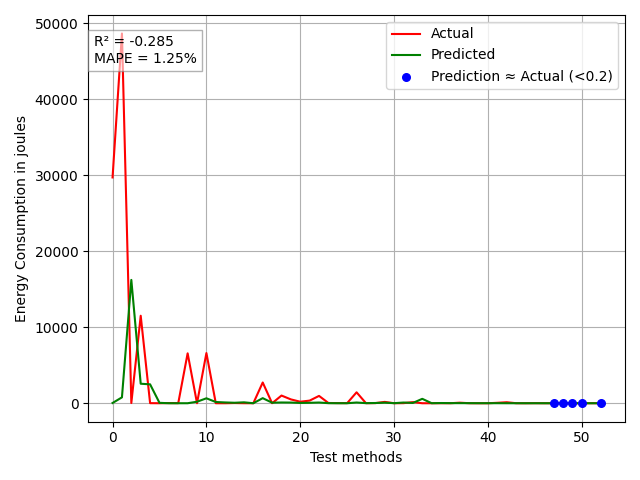 R² = -0.285
MAPE = 1.25%
Actual
Predicted
Prediction ≈ Actual (<0.2)
50000
40000
30000
20000
10000
0
Energy Consumption in joules
0 10 20 30 40 50
Test methods